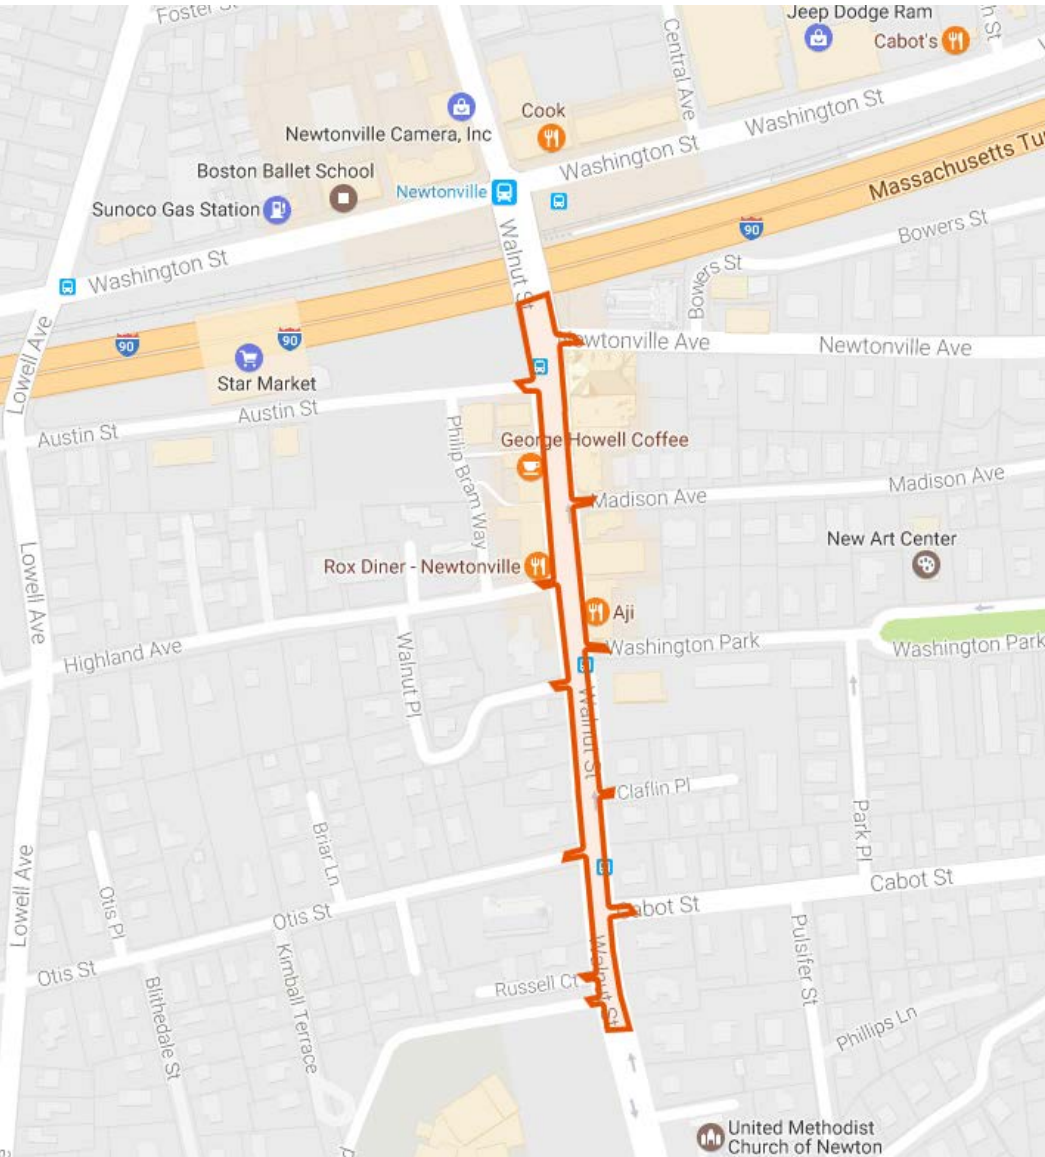 Foster St
Jeep Dodge Ram
Cabot's
Central Ave
h St
Cook
Washington St
Newtonville Camera, Inc
Washington St
Boston Ballet School
Massachusetts Tu
Newtonville
Sunoco Gas Station
Walnut St
90
Bowers St
Washington St
Bowers St
90
90
Newtonville Ave
Newtonville Ave
Lowell Ave
Star Market
Austin St
Austin St
George Howell Coffee
Philip Bram Way
Madison Ave
Madison Ave
New Art Center
Rox Diner - Newtonville
Lowell Ave
Aji
Highland Ave
Walnut Pl
Washington Park
Washington Park
Walnut St
Claflin Pl
Park Pl
Briar Ln
Lowell Ave
Otis Pl
Otis St
Cabot St
Cabot St
Pulsifer St
Otis St
Kimball Terrace
Walnut St
Russell Ct
Blithedale St
Phillips Ln
United Methodist
Church of Newton